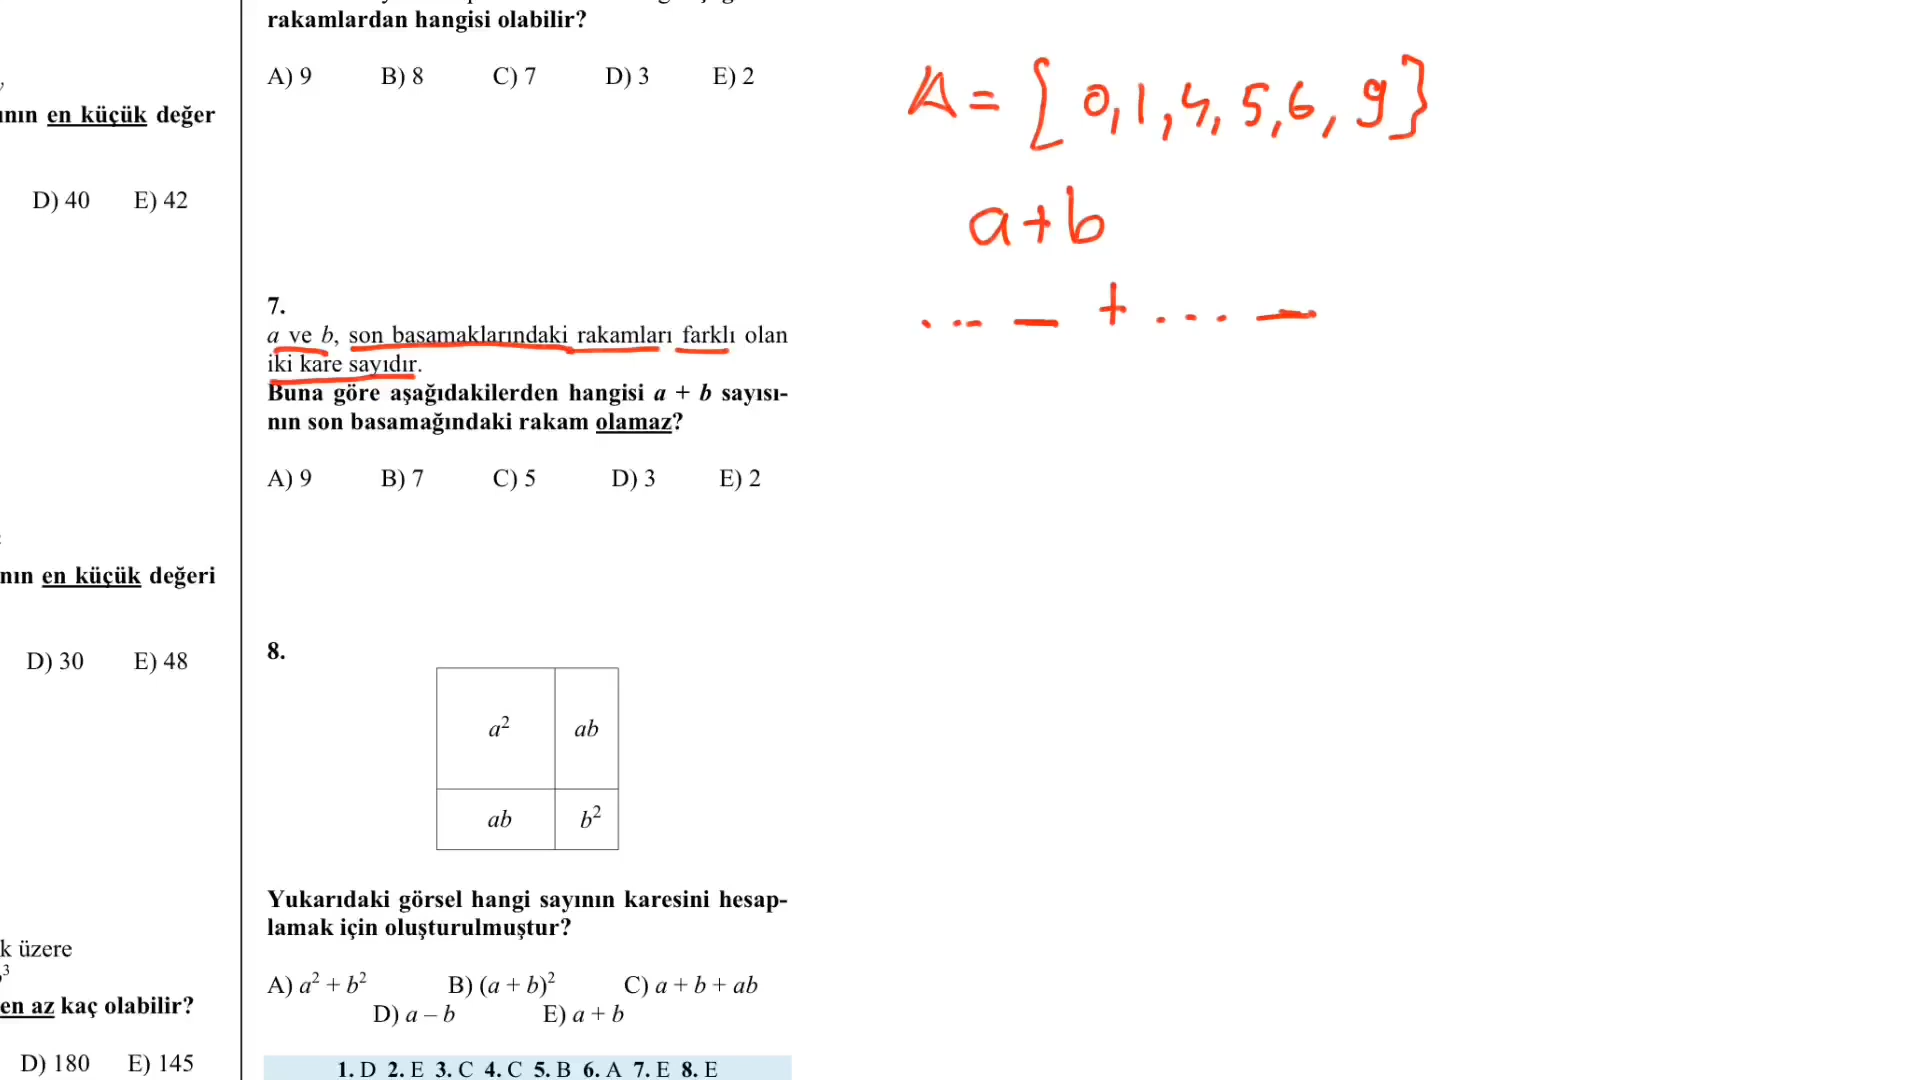 rakamlardan hangisi olabilir?
A) 9 B) 8 C) 7 D) 3 E) 2
en küçük değer
D) 40 E) 42
7.
a ve b, son basamaklarındaki rakamları farklı olan
iki kare sayıdır.
Buna göre aşağıdakilerden hangisi a + b sayısı-
nın son basamağındaki rakam olamaz?
A) 9 B) 7 C) 5 D) 3 E) 2
nın en küçük değeri
D) 30 E) 48
8.
a² ab
ab b²
Yukarıdaki görsel hangi sayının karesini hesap-
lamak için oluşturulmuştur?
A) a² + b² B) (a + b)² C) a + b + ab
D) a – b E) a + b
k üzere
3
en az kaç olabilir?
D) 180 E) 145
1. D 2. E 3. C 4. C 5. B 6. A 7. E 8. E
A = { 0, 1, 4, 5, 6, 9 }
a + b
... _ + ... _